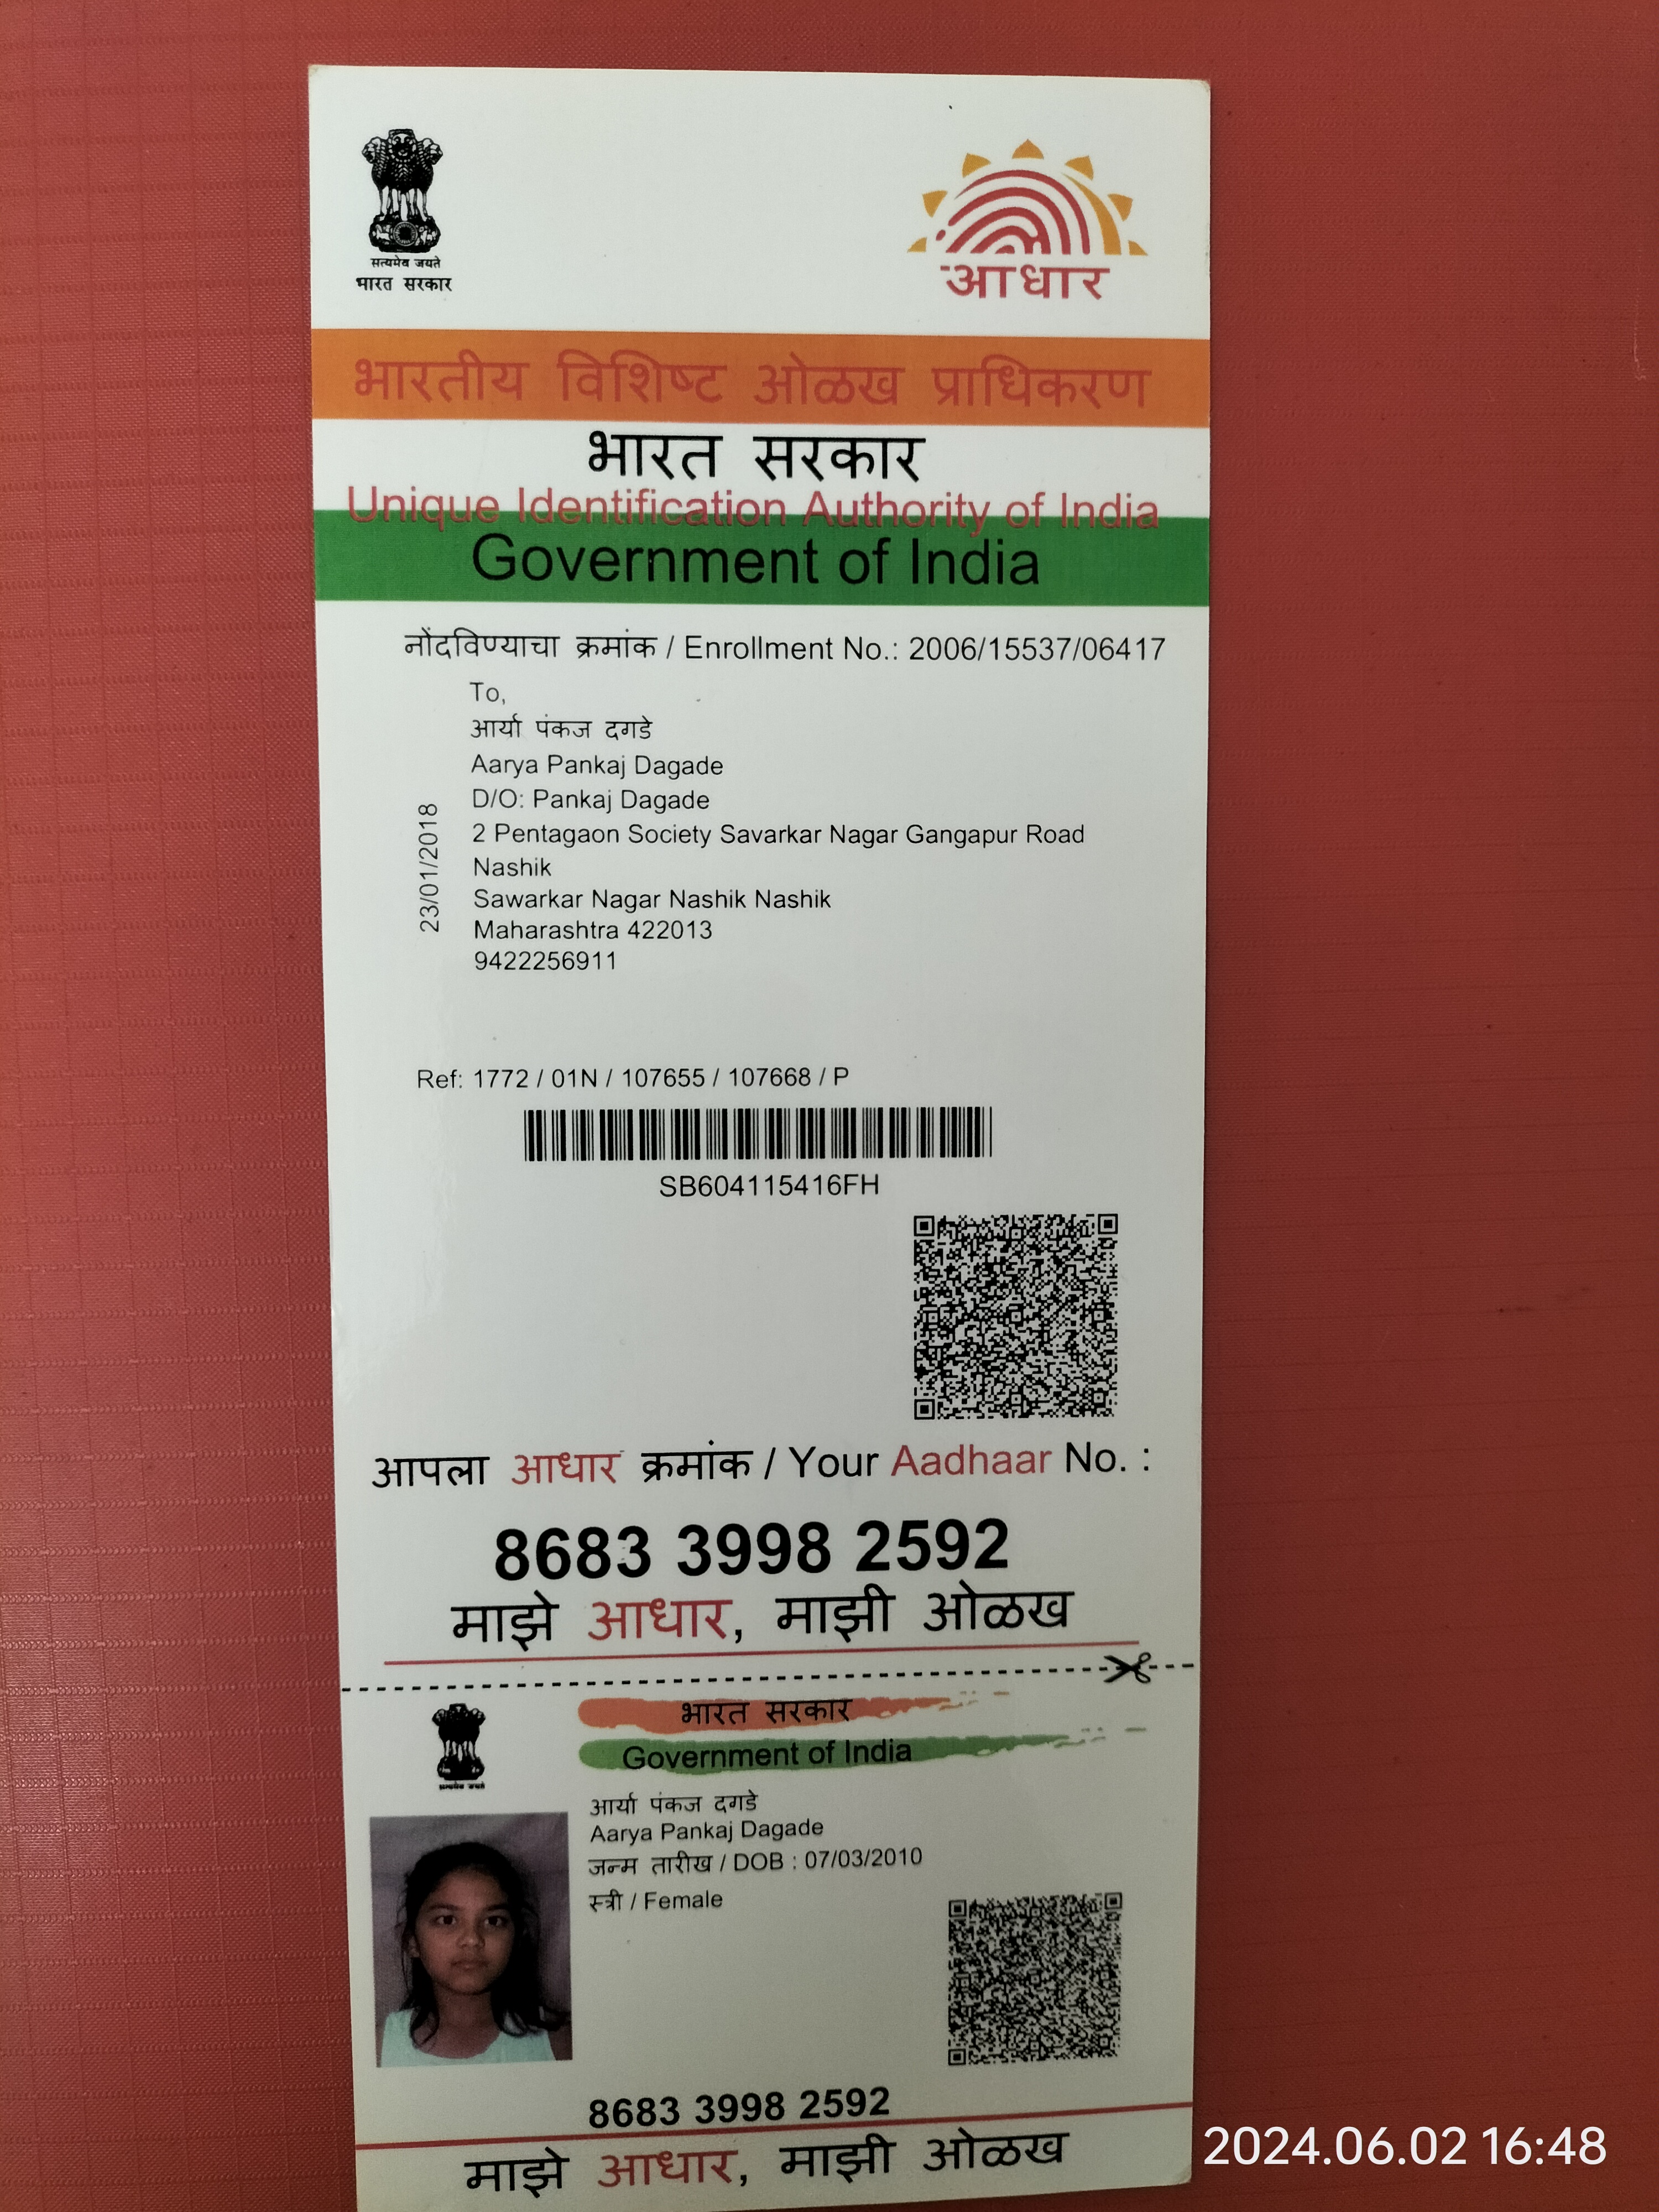 सत्यमेव जयते
भारत सरकार
आधार
भारतीय विशिष्ट ओळख प्राधिकरण
भारत सरकार
Unique Identification Authority of India
Government of India
नोंदविण्याचा क्रमांक / Enrollment No.: 2006/15537/06417
To,
आर्या पंकज दगडे
Aarya Pankaj Dagade
D/O: Pankaj Dagade
2 Pentagaon Society Savarkar Nagar Gangapur Road
Nashik
Sawarkar Nagar Nashik Nashik
Maharashtra 422013
9422256911
23/01/2018
Ref: 1772 / 01N / 107655 / 107668 / P
SB604115416FH
आपला आधार क्रमांक / Your Aadhaar No. :
8683 3998 2592
माझे आधार, माझी ओळख
भारत सरकार
Government of India
सत्यमेव जयते
आर्या पंकज दगडे
Aarya Pankaj Dagade
जन्म तारीख / DOB : 07/03/2010
स्त्री / Female
8683 3998 2592
माझे आधार, माझी ओळख
2024.06.02 16:48